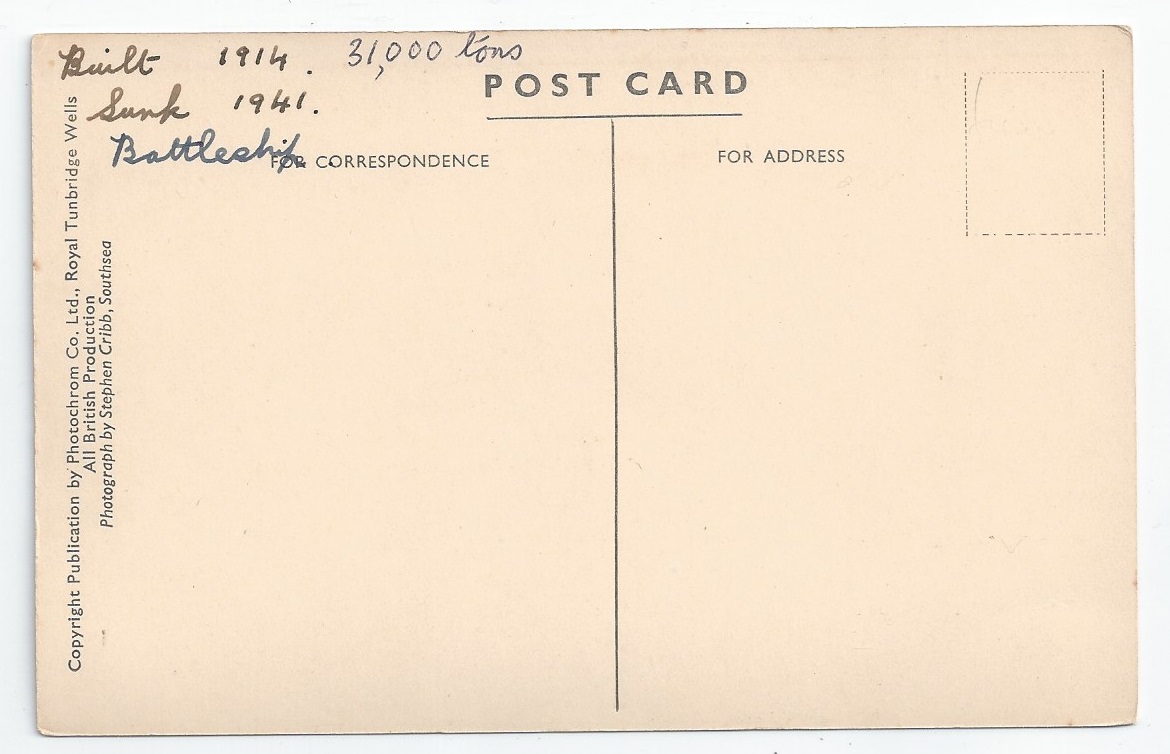 Built 1914. 31,000 tons
Sunk 1941.
Battleship.
POST CARD
FOR CORRESPONDENCE
FOR ADDRESS
Copyright Publication by Photochrom Co. Ltd., Royal Tunbridge Wells
All British Production
Photograph by Stephen Cribb, Southsea